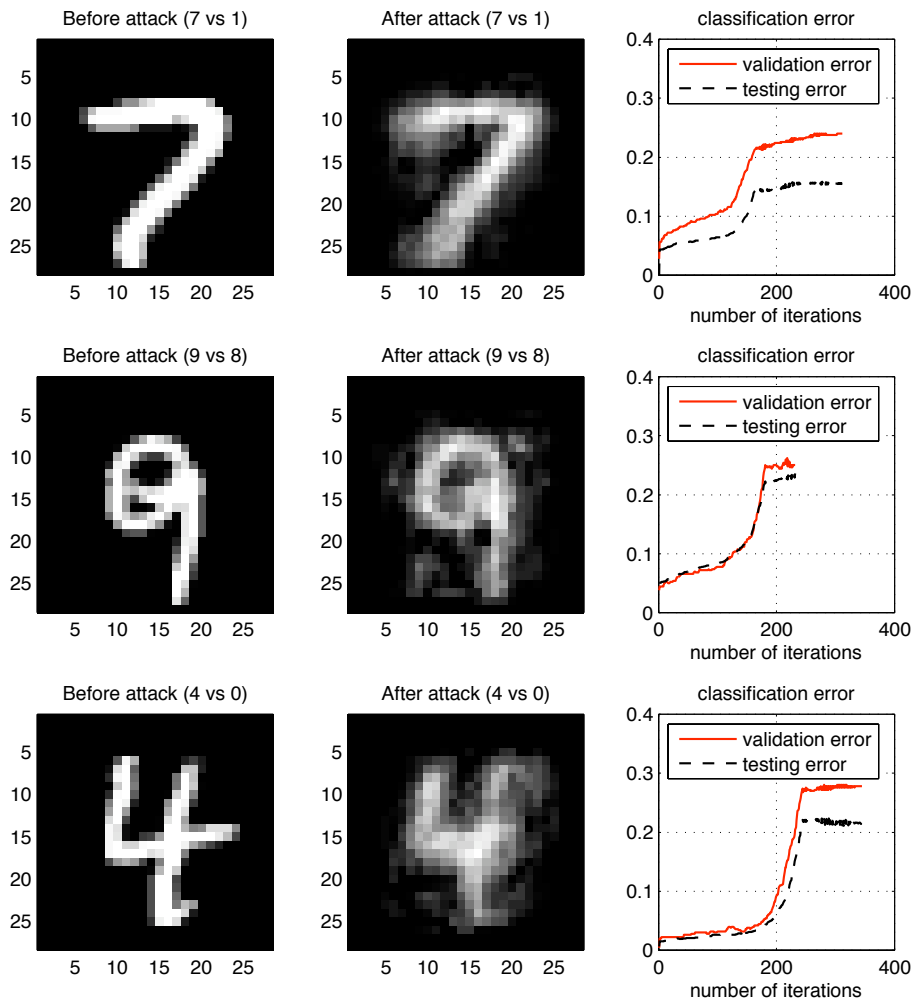 Before attack (7 vs 1)
5
10
15
20
25
5 10 15 20 25
After attack (7 vs 1)
5
10
15
20
25
5 10 15 20 25
classification error
0.4
0.3
0.2
0.1
0
validation error
testing error
0 200 400
number of iterations
Before attack (9 vs 8)
5
10
15
20
25
5 10 15 20 25
After attack (9 vs 8)
5
10
15
20
25
5 10 15 20 25
classification error
0.4
0.3
0.2
0.1
0
validation error
testing error
0 200 400
number of iterations
Before attack (4 vs 0)
5
10
15
20
25
5 10 15 20 25
After attack (4 vs 0)
5
10
15
20
25
5 10 15 20 25
classification error
0.4
0.3
0.2
0.1
0
validation error
testing error
0 200 400
number of iterations